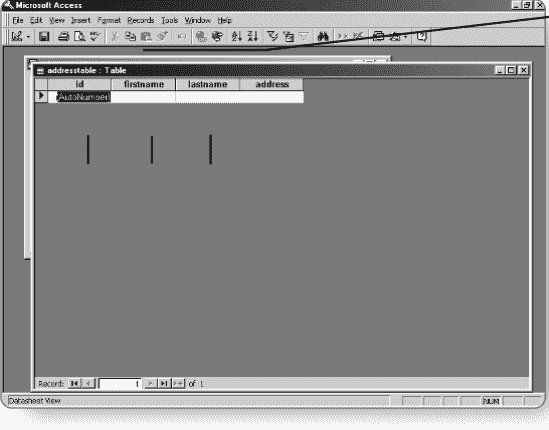 Microsoft Access
File Edit View Insert Format Records Tools Window Help
addresstable : Table
id firstname lastname address
(AutoNumber)
Record: 1 of 1
Datasheet View NUM